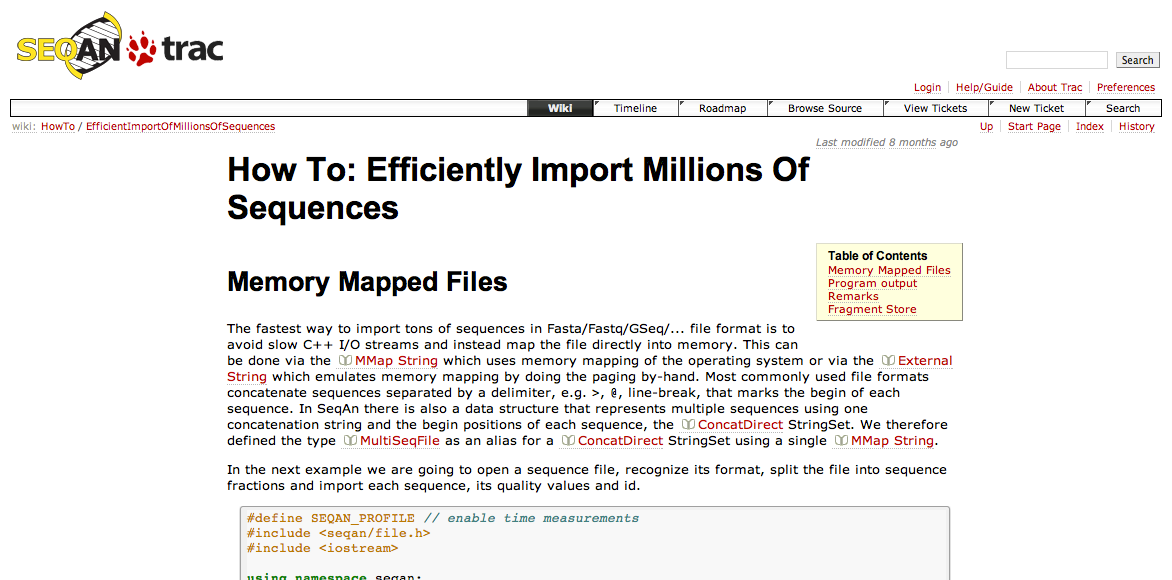 SEQAN trac
Search
Login Help/Guide About Trac Preferences
Wiki Timeline Roadmap Browse Source View Tickets New Ticket Search
wiki: HowTo / EfficientImportOfMillionsOfSequences
Up Start Page Index History
Last modified 8 months ago
How To: Efficiently Import Millions Of
Sequences
Table of Contents
Memory Mapped Files
Program output
Remarks
Fragment Store
Memory Mapped Files
The fastest way to import tons of sequences in Fasta/Fastq/GSeq/... file format is to
avoid slow C++ I/O streams and instead map the file directly into memory. This can
be done via the MMap String which uses memory mapping of the operating system or via the External
String which emulates memory mapping by doing the paging by-hand. Most commonly used file formats
concatenate sequences separated by a delimiter, e.g. >, @, line-break, that marks the begin of each
sequence. In SeqAn there is also a data structure that represents multiple sequences using one
concatenation string and the begin positions of each sequence, the ConcatDirect StringSet. We therefore
defined the type MultiSeqFile as an alias for a ConcatDirect StringSet using a single MMap String.
In the next example we are going to open a sequence file, recognize its format, split the file into sequence
fractions and import each sequence, its quality values and id.
#define SEQAN_PROFILE // enable time measurements
#include <seqan/file.h>
#include <iostream>
using namespace seqan;